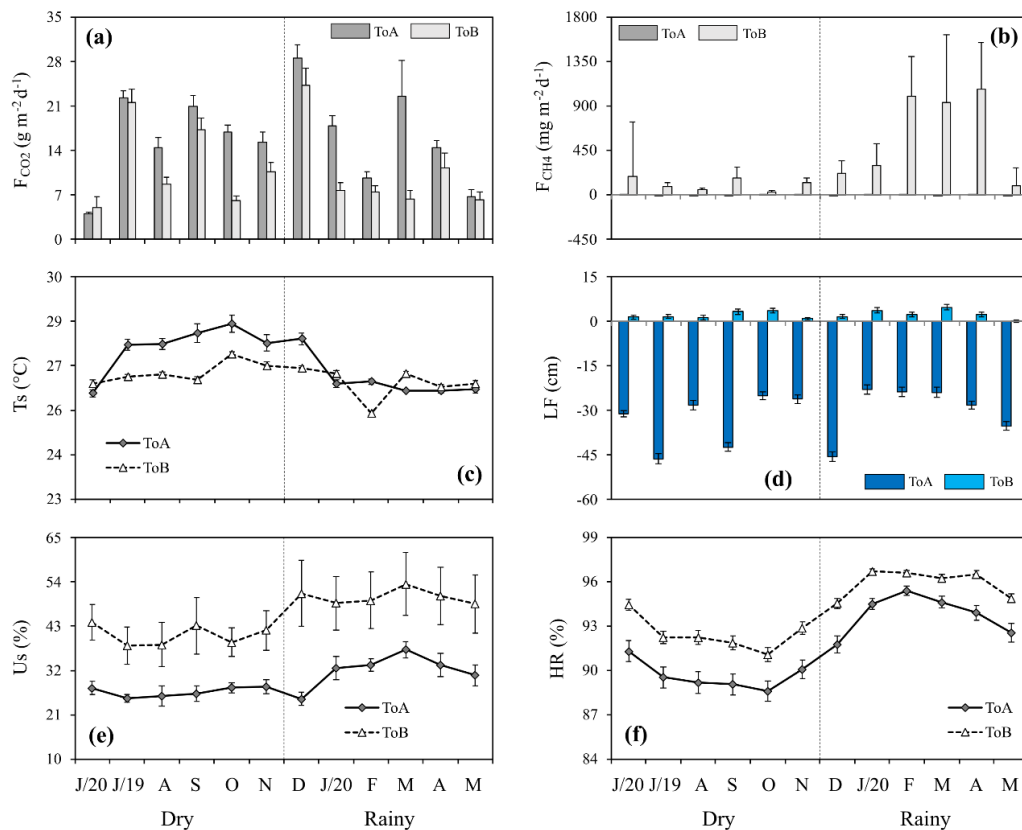 (a)
ToA ToB
F_CO2 (g m⁻² d⁻¹)
35
28
21
14
7
0
(b)
ToA ToB
F_CH4 (mg m⁻² d⁻¹)
1800
1350
900
450
0
-450
Ts (°C)
30
29
27
26
24
23
ToA
ToB
(c)
LF (cm)
15
0
-15
-30
-45
-60
(d)
ToA ToB
Us (%)
65
54
43
32
21
10
(e)
ToA
ToB
J/20 J/19 A S O N D J/20 F M A M
Dry Rainy
HR (%)
99
96
93
90
87
84
(f)
ToA
ToB
J/20 J/19 A S O N D J/20 F M A M
Dry Rainy